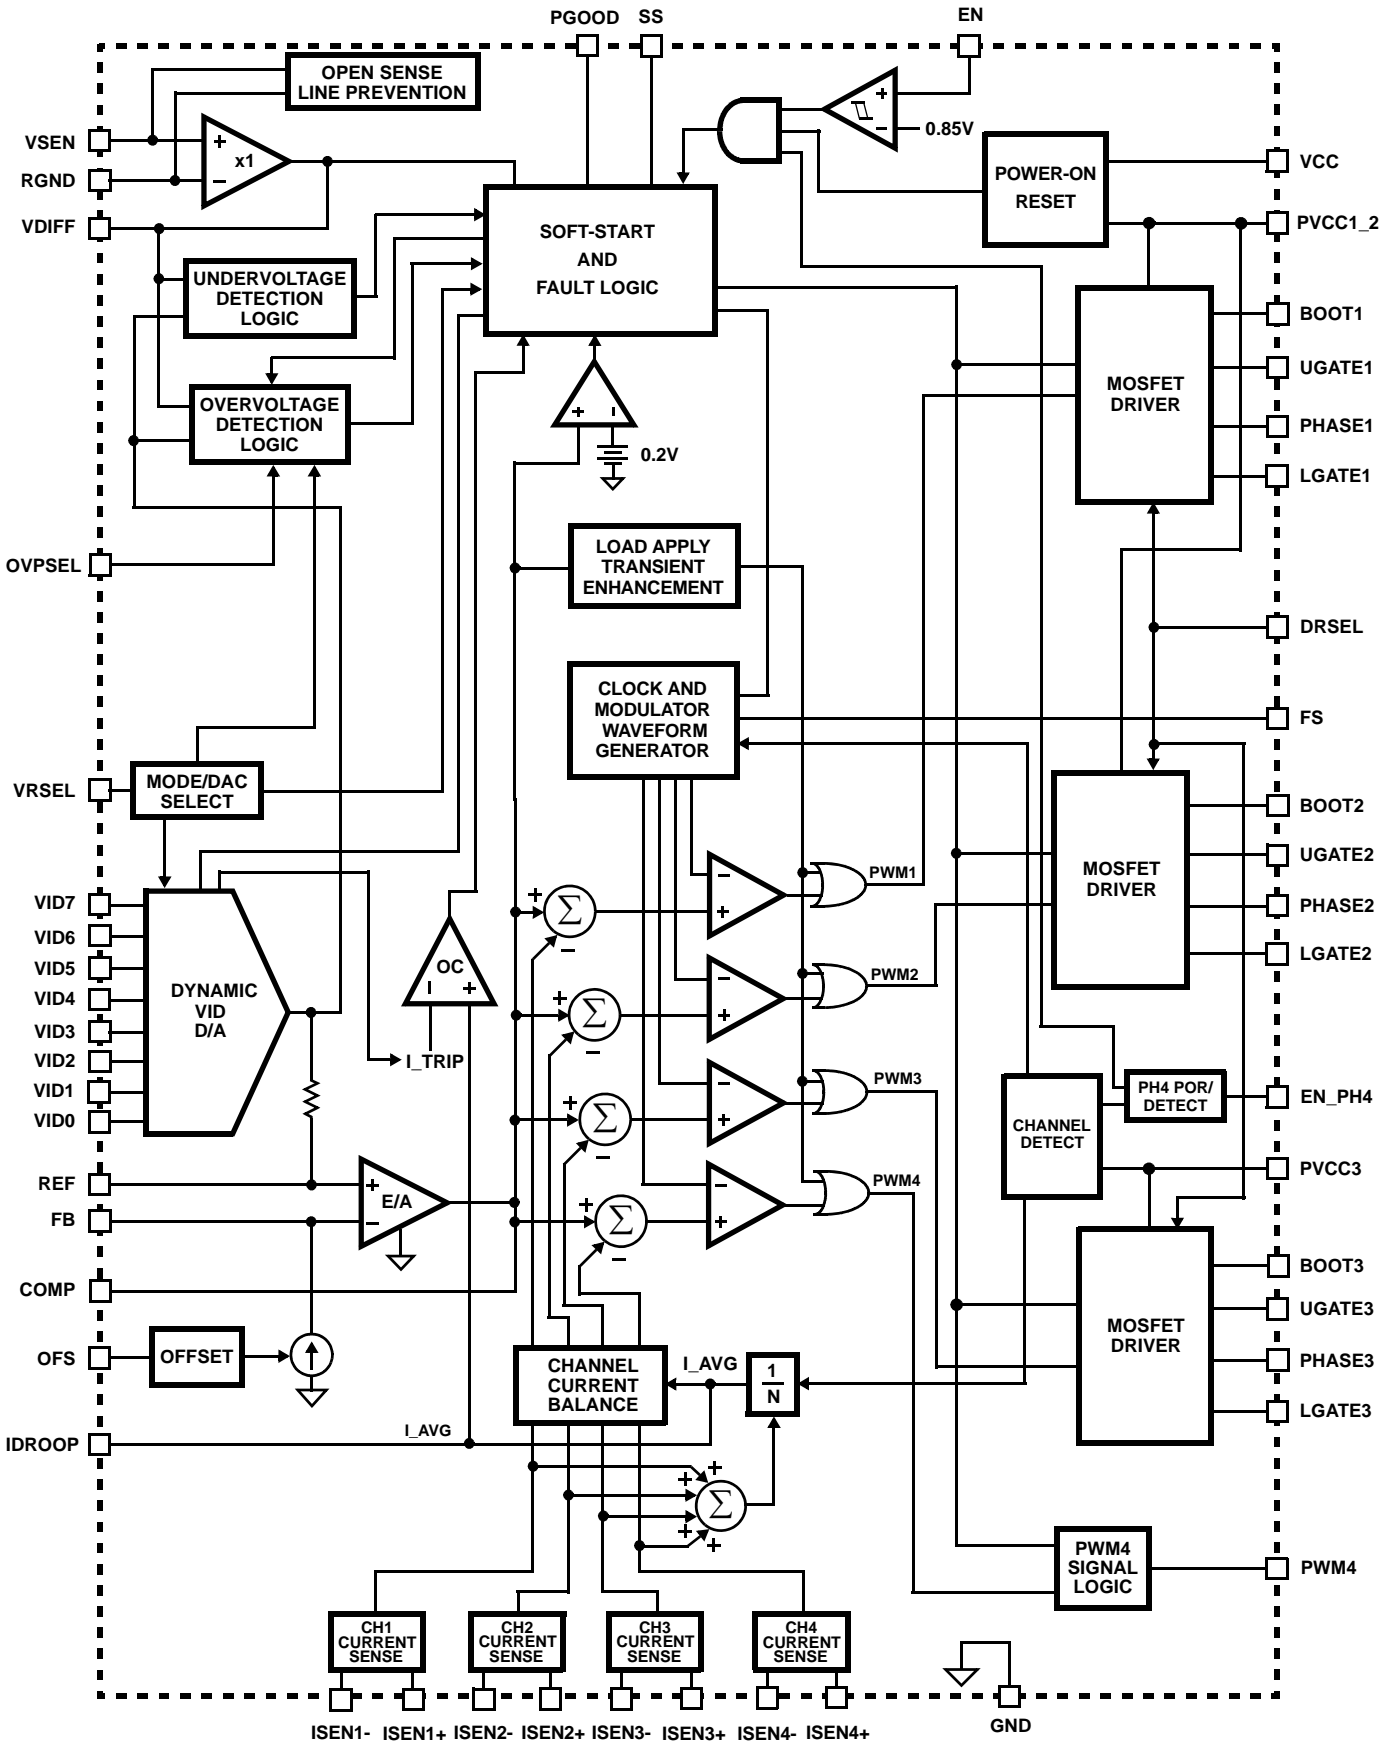 PGOOD SS EN
OPEN SENSE
LINE PREVENTION
VSEN
+
−
x1
RGND
VDIFF
+
−
0.85V
POWER-ON
RESET
VCC
PVCC1_2
SOFT-START
AND
FAULT LOGIC
UNDERVOLTAGE
DETECTION
LOGIC
OVERVOLTAGE
DETECTION
LOGIC
+ −
0.2V
MOSFET
DRIVER
BOOT1
UGATE1
PHASE1
LGATE1
OVPSEL
LOAD APPLY
TRANSIENT
ENHANCEMENT
DRSEL
CLOCK AND
MODULATOR
WAVEFORM
GENERATOR
FS
VRSEL
MODE/DAC
SELECT
MOSFET
DRIVER
BOOT2
UGATE2
PHASE2
LGATE2
VID7
VID6
VID5
VID4
VID3
VID2
VID1
VID0
DYNAMIC
VID
D/A
OC
− +
I_TRIP
+
Σ
−
−
+
PWM1
+
Σ
−
−
+
PWM2
+
Σ
−
−
+
PWM3
+
Σ
−
−
+
PWM4
CHANNEL
DETECT
PH4 POR/
DETECT
EN_PH4
PVCC3
REF
FB
+
−
E/A
COMP
OFS
OFFSET
CHANNEL
CURRENT
BALANCE
I_AVG
1
N
MOSFET
DRIVER
BOOT3
UGATE3
PHASE3
LGATE3
IDROOP
I_AVG
+
+
Σ
+
+
PWM4
SIGNAL
LOGIC
PWM4
CH1
CURRENT
SENSE
CH2
CURRENT
SENSE
CH3
CURRENT
SENSE
CH4
CURRENT
SENSE
ISEN1- ISEN1+ ISEN2- ISEN2+ ISEN3- ISEN3+ ISEN4- ISEN4+
GND